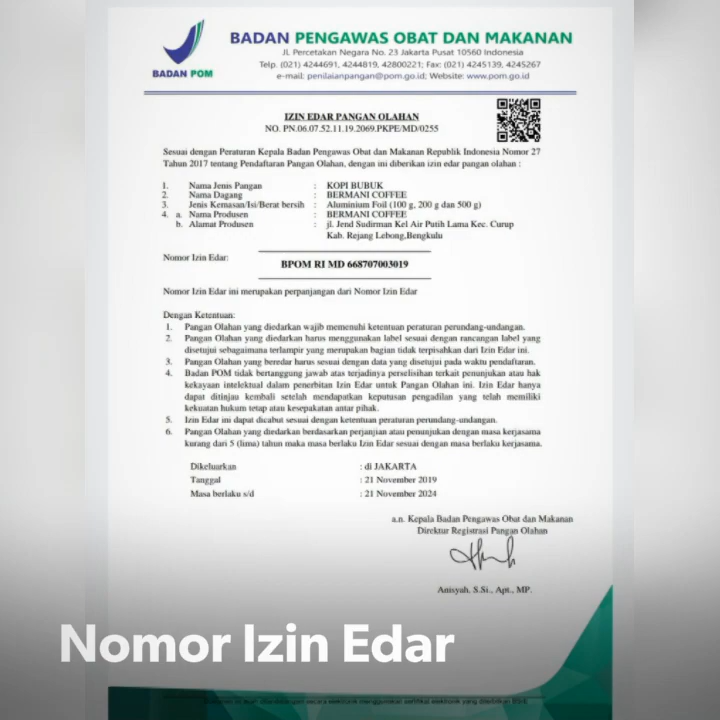 BADAN POM
BADAN PENGAWAS OBAT DAN MAKANAN
JL Percetakan Negara No. 23 Jakarta Pusat 10560 Indonesia
Telp. (021) 4244691, 4244819, 42800221; Fax: (021) 4245139, 4245267
e-mail: penilaianpangan@pom.go.id; Website: www.pom.go.id
IZIN EDAR PANGAN OLAHAN
NO. PN.06.07.52.11.19.2069.PKPE/MD/0255
Sesuai dengan Peraturan Kepala Badan Pengawas Obat dan Makanan Republik Indonesia Nomor 27
Tahun 2017 tentang Pendaftaran Pangan Olahan, dengan ini diberikan izin edar pangan olahan :
1. Nama Jenis Pangan : KOPI BUBUK
2. Nama Dagang : BERMANI COFFEE
3. Jenis Kemasan/Isi/Berat bersih : Aluminium Foil (100 g, 200 g dan 500 g)
4. a. Nama Produsen : BERMANI COFFEE
b. Alamat Produsen : jl. Jend Sudirman Kel Air Putih Lama Kec. Curup
Kab. Rejang Lebong,Bengkulu
Nomor Izin Edar:
BPOM RI MD 668707003019
Nomor Izin Edar ini merupakan perpanjangan dari Nomor Izin Edar
Dengan Ketentuan:
1. Pangan Olahan yang diedarkan wajib memenuhi ketentuan peraturan perundang-undangan.
2. Pangan Olahan yang diedarkan harus menggunakan label sesuai dengan rancangan label yang
disetujui sebagaimana terlampir yang merupakan bagian tidak terpisahkan dari Izin Edar ini.
3. Pangan Olahan yang beredar harus sesuai dengan data yang disetujui pada waktu pendaftaran.
4. Badan POM tidak bertanggung jawab atas terjadinya perselisihan terkait penunjukan atau hak
kekayaan intelektual dalam penerbitan Izin Edar untuk Pangan Olahan ini. Izin Edar hanya
dapat ditinjau kembali setelah mendapatkan keputusan pengadilan yang telah memiliki
kekuatan hukum tetap atau kesepakatan antar pihak.
5. Izin Edar ini dapat dicabut sesuai dengan ketentuan peraturan perundang-undangan.
6. Pangan Olahan yang diedarkan berdasarkan perjanjian atau penunjukan dengan masa kerjasama
kurang dari 5 (lima) tahun maka masa berlaku Izin Edar sesuai dengan masa berlaku kerjasama.
Dikeluarkan : di JAKARTA
Tanggal : 21 November 2019
Masa berlaku s/d : 21 November 2024
a.n. Kepala Badan Pengawas Obat dan Makanan
Direktur Registrasi Pangan Olahan
Anisyah, S.Si., Apt., MP.
Nomor Izin Edar